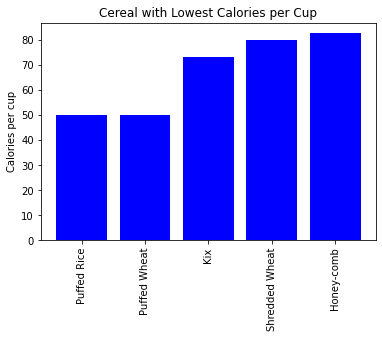 Cereal with Lowest Calories per Cup
Calories per cup
80
70
60
50
40
30
20
10
0
Puffed Rice
Puffed Wheat
Kix
Shredded Wheat
Honey-comb